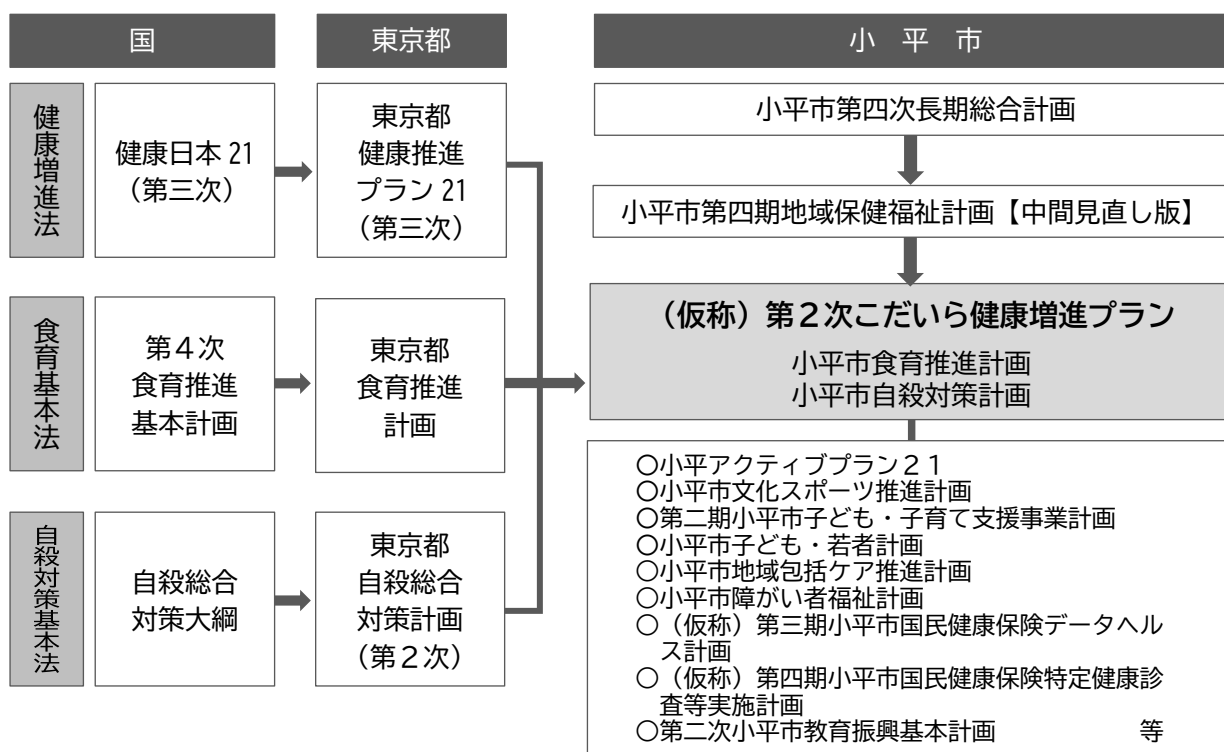 国
東京都
小 平 市
健康増進法
健康日本 21
（第三次）
東京都
健康推進
プラン 21
（第三次）
食育基本法
第４次
食育推進
基本計画
東京都
食育推進
計画
自殺対策基本法
自殺総合
対策大綱
東京都
自殺総合
対策計画
（第２次）
小平市第四次長期総合計画
小平市第四期地域保健福祉計画【中間見直し版】
（仮称）第２次こだいら健康増進プラン
小平市食育推進計画
小平市自殺対策計画
○小平アクティブプラン２１
○小平市文化スポーツ推進計画
○第二期小平市子ども・子育て支援事業計画
○小平市子ども・若者計画
○小平市地域包括ケア推進計画
○小平市障がい者福祉計画
○（仮称）第三期小平市国民健康保険データヘル
ス計画
○（仮称）第四期小平市国民健康保険特定健康診
査等実施計画
○第二次小平市教育振興基本計画 等